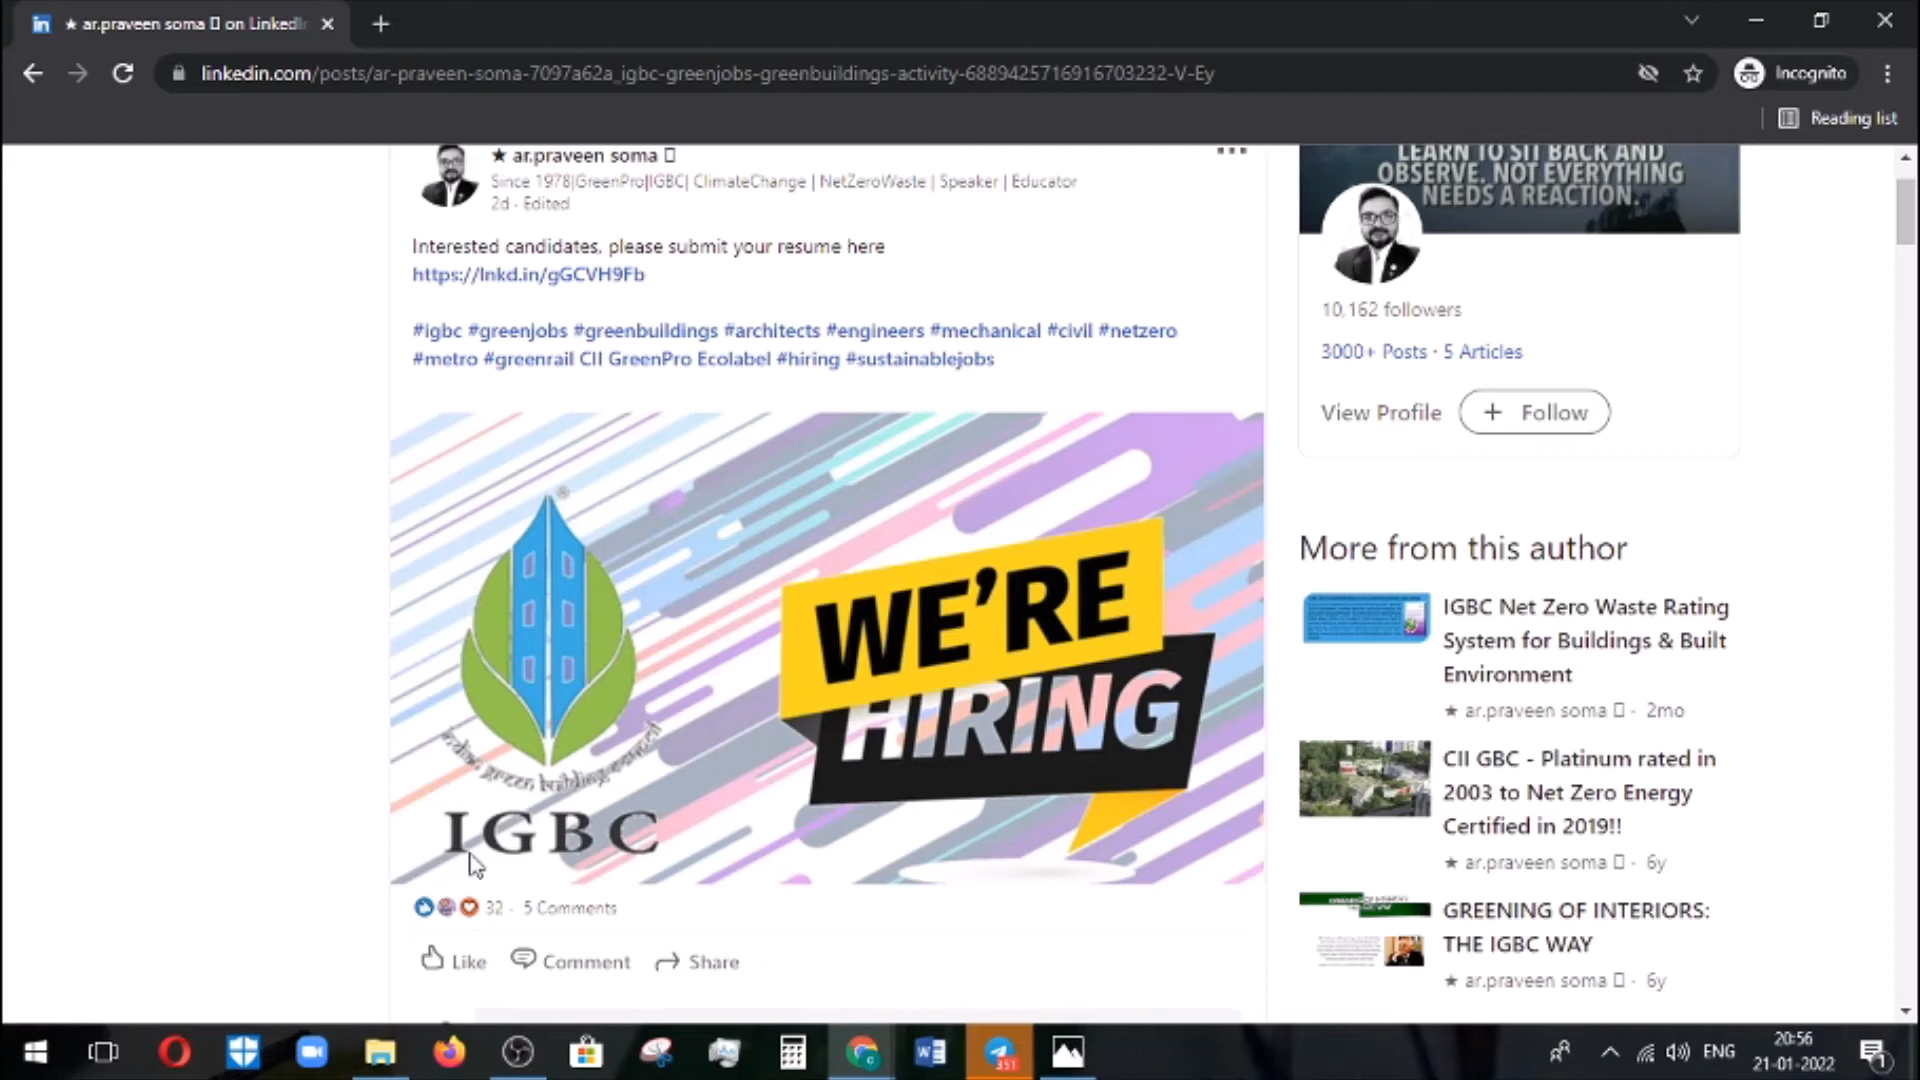 ★ ar.praveen soma on LinkedIn
linkedin.com/posts/ar-praveen-soma-7097a62a_igbc-greenjobs-greenbuildings-activity-6889425716916703232-V-Ey
Incognito
Reading list
★ ar.praveen soma
Since 1978|GreenPro|IGBC| ClimateChange | NetZeroWaste | Speaker | Educator
2d · Edited
Interested candidates, please submit your resume here
https://lnkd.in/gGCVH9Fb
#igbc #greenjobs #greenbuildings #architects #engineers #mechanical #civil #netzero
#metro #greenrail CII GreenPro Ecolabel #hiring #sustainablejobs
®
indian green building council
IGBC
WE'RE
HIRING
32 · 5 Comments
Like Comment Share
LEARN TO SIT BACK AND
OBSERVE. NOT EVERYTHING
NEEDS A REACTION.
10,162 followers
3000+ Posts · 5 Articles
View Profile + Follow
More from this author
IGBC Net Zero Waste Rating
System for Buildings & Built
Environment
★ ar.praveen soma · 2mo
CII GBC - Platinum rated in
2003 to Net Zero Energy
Certified in 2019!!
★ ar.praveen soma · 6y
GREENING OF INTERIORS:
THE IGBC WAY
★ ar.praveen soma · 6y
351
ENG
20:56
21-01-2022
1